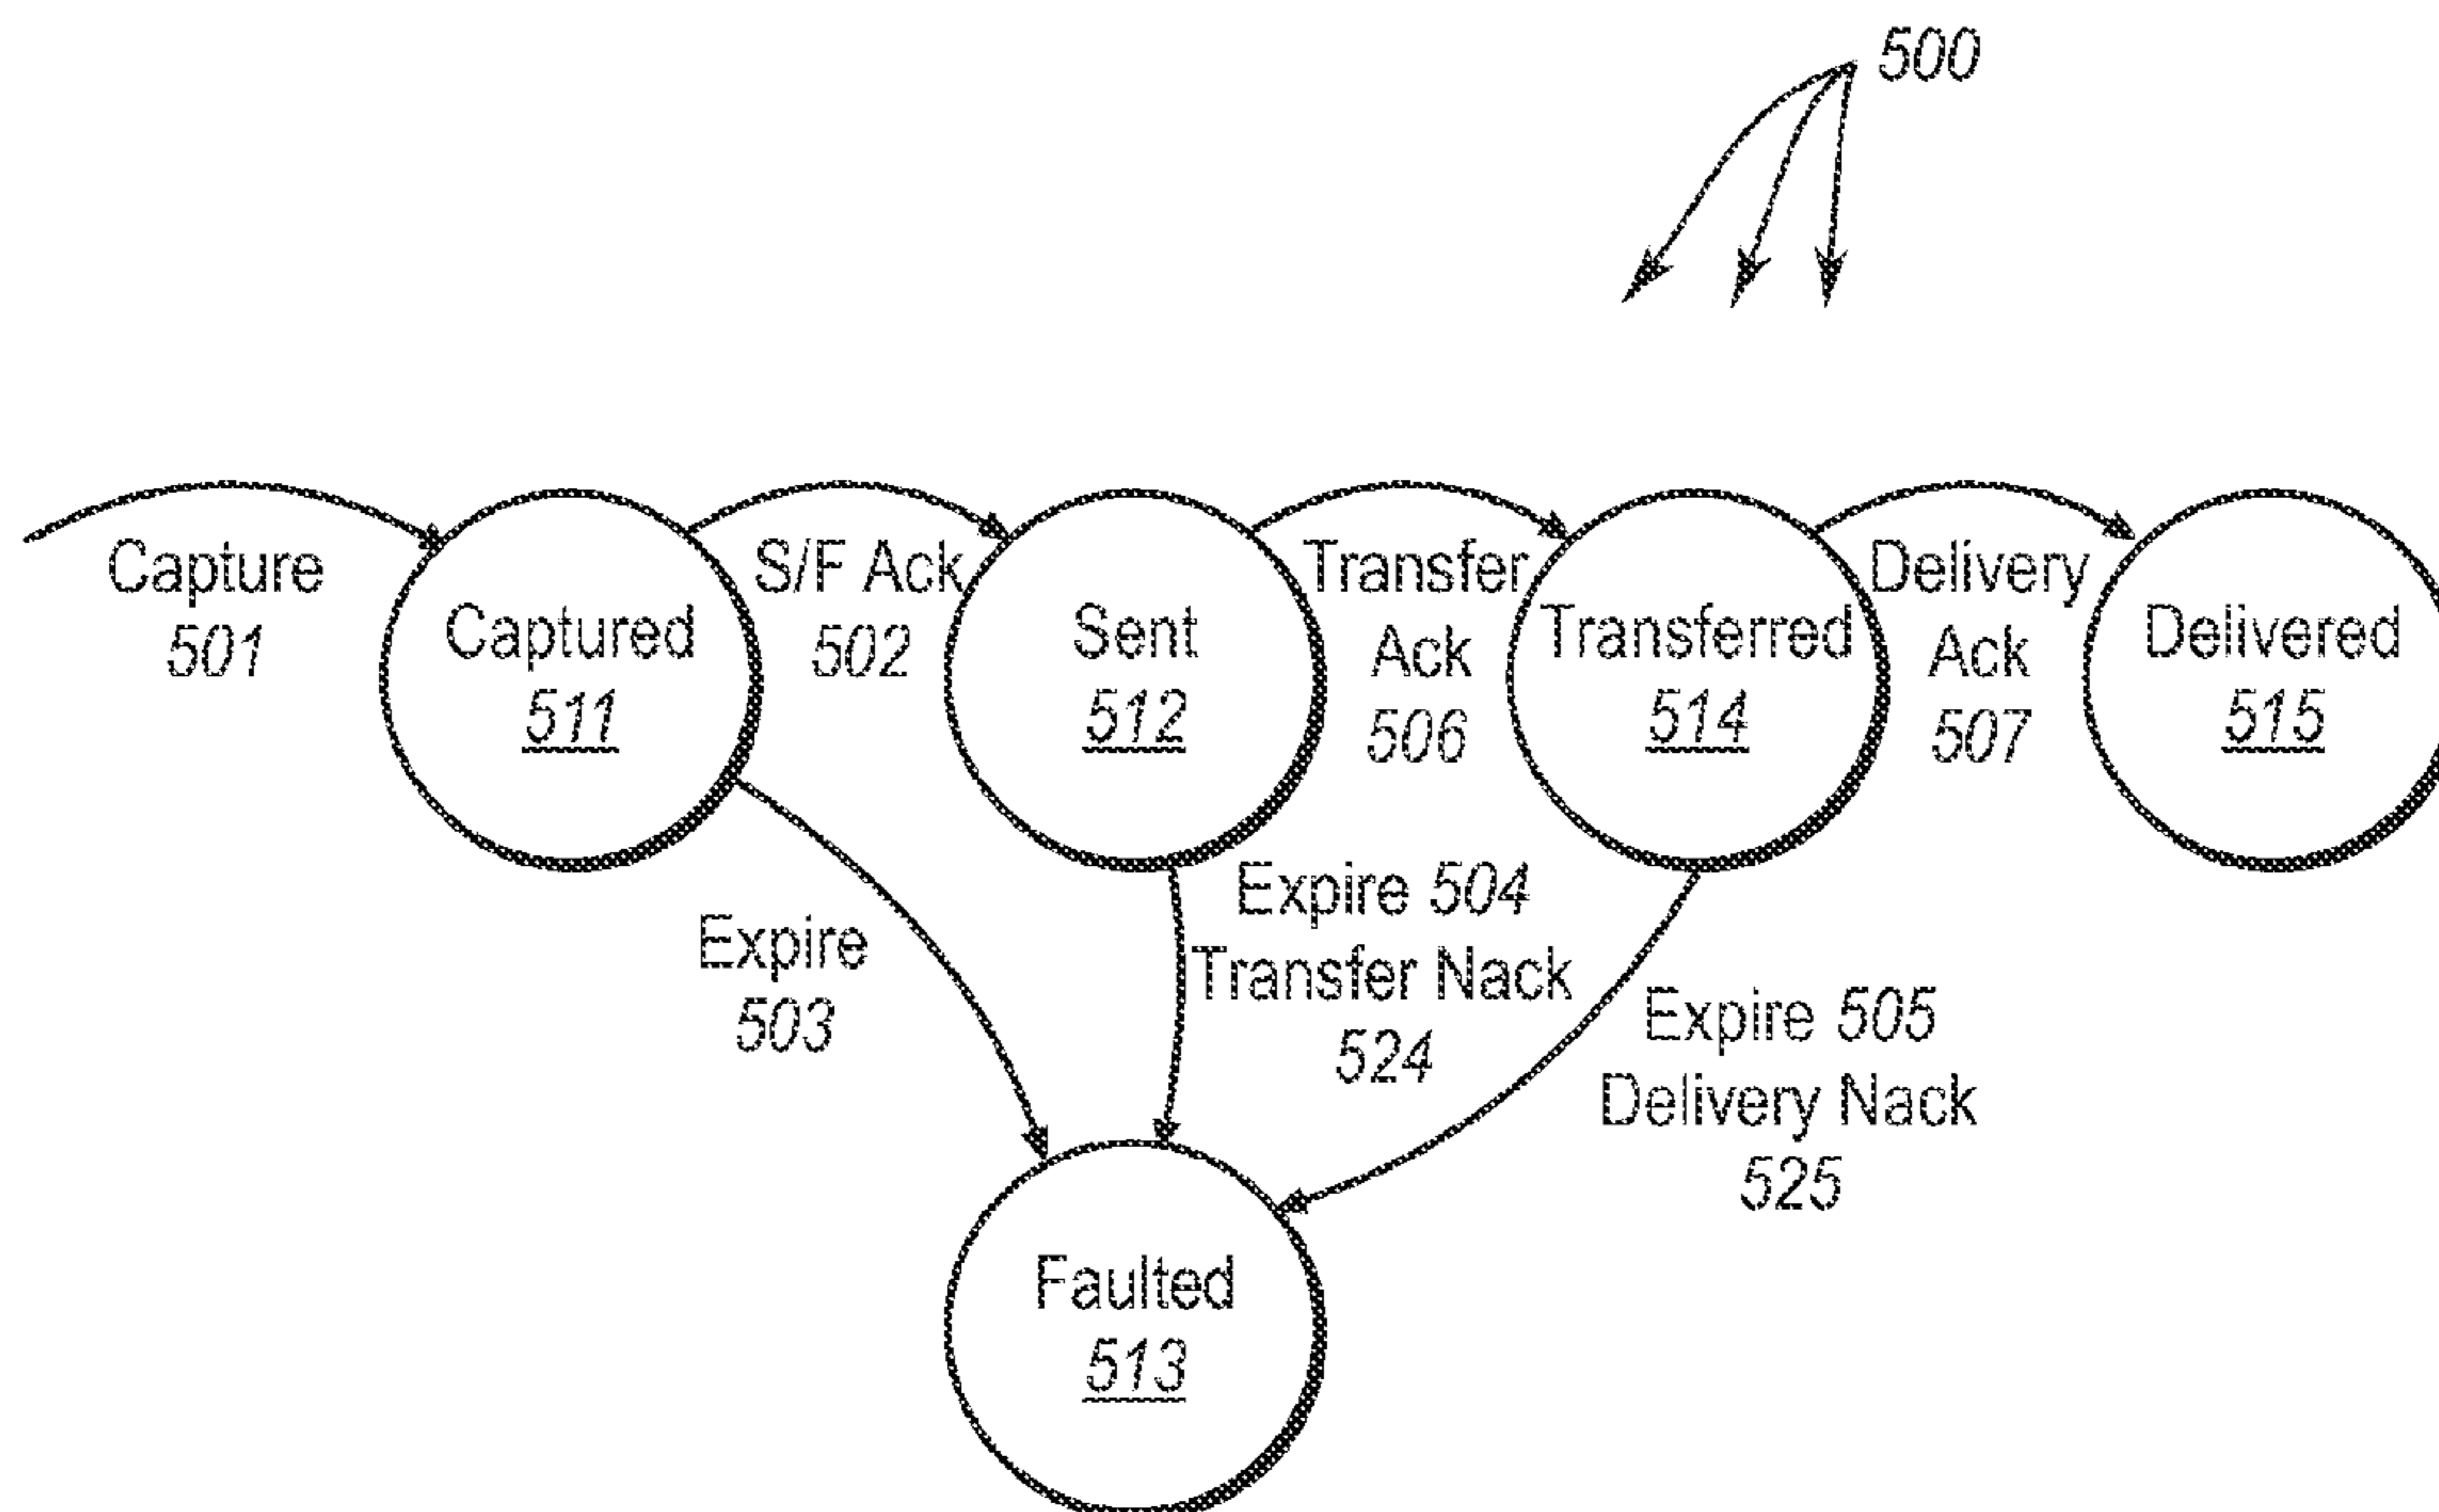 500
Capture
501
Captured
511
S/F Ack
502
Sent
512
Transfer
Ack
506
Transferred
514
Delivery
Ack
507
Delivered
515
Expire
503
Expire 504
Transfer Nack
524
Expire 505
Delivery Nack
525
Faulted
513